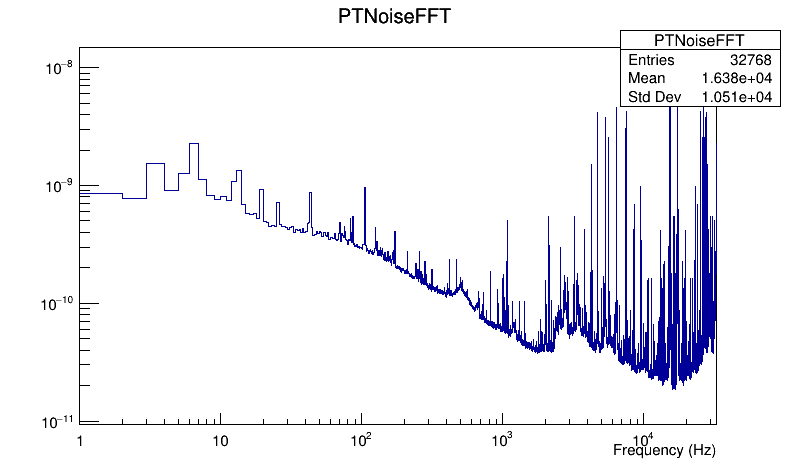 PTNoiseFFT
PTNoiseFFT
Entries 32768
Mean 1.638e+04
Std Dev 1.051e+04
10⁻⁸
10⁻⁹
10⁻¹⁰
10⁻¹¹
1 10 10² 10³ 10⁴
Frequency (Hz)